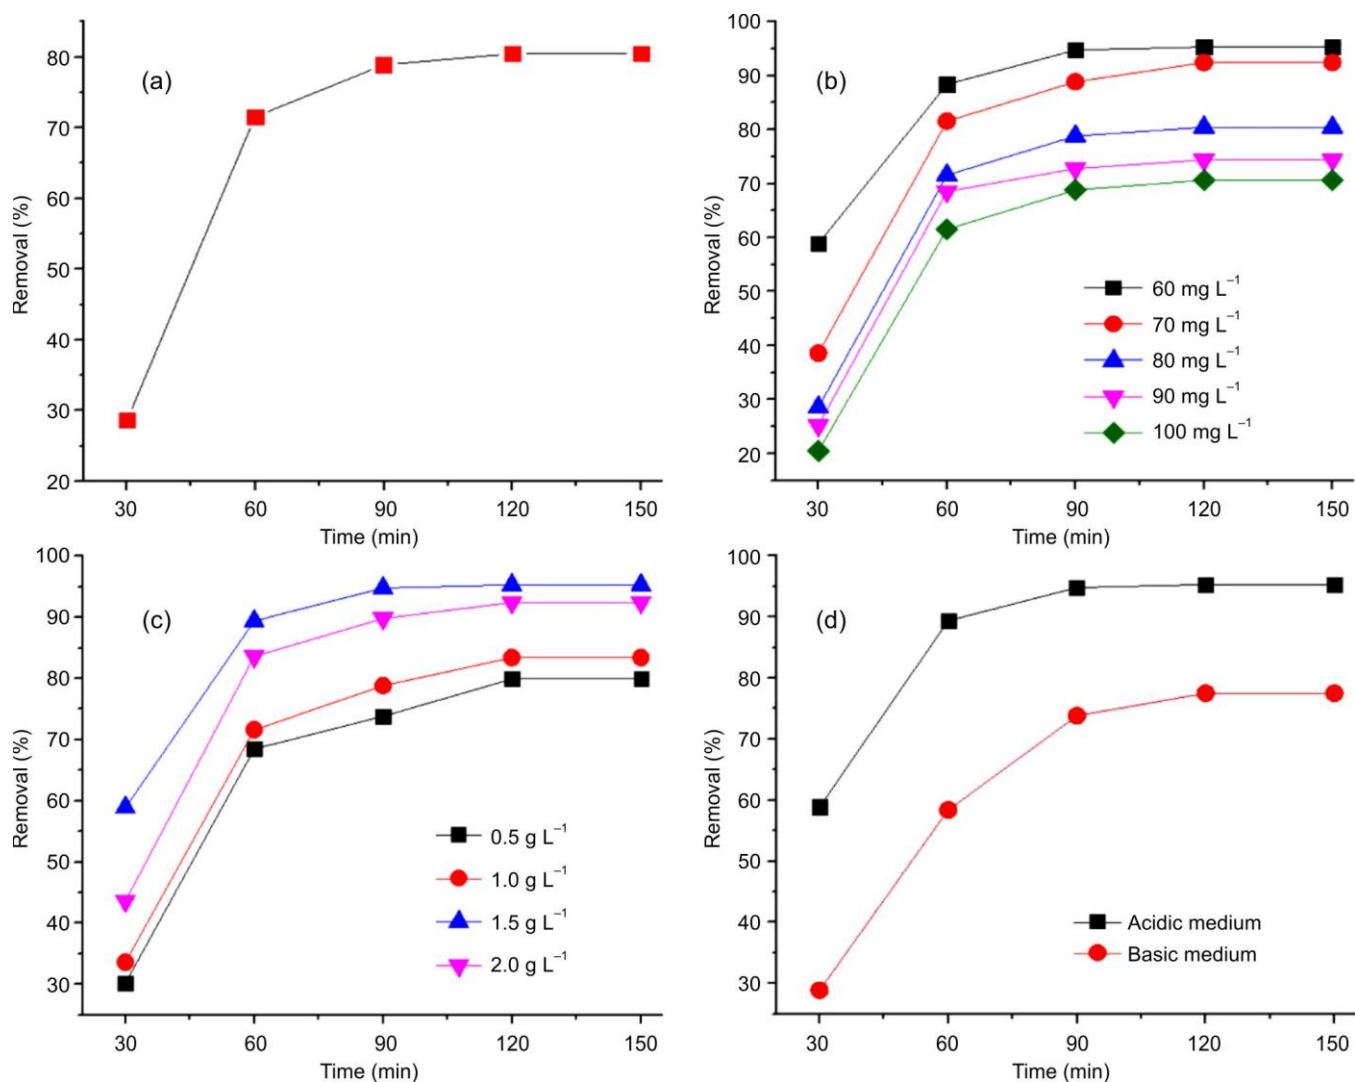 (a)
Removal (%)
80
70
60
50
40
30
20
30 60 90 120 150
Time (min)
(b)
Removal (%)
100
90
80
70
60
50
40
30
20
60 mg L⁻¹
70 mg L⁻¹
80 mg L⁻¹
90 mg L⁻¹
100 mg L⁻¹
30 60 90 120 150
Time (min)
(c)
Removal (%)
100
90
80
70
60
50
40
30
0.5 g L⁻¹
1.0 g L⁻¹
1.5 g L⁻¹
2.0 g L⁻¹
30 60 90 120 150
Time (min)
(d)
Removal (%)
100
90
80
70
60
50
40
30
Acidic medium
Basic medium
30 60 90 120 150
Time (min)